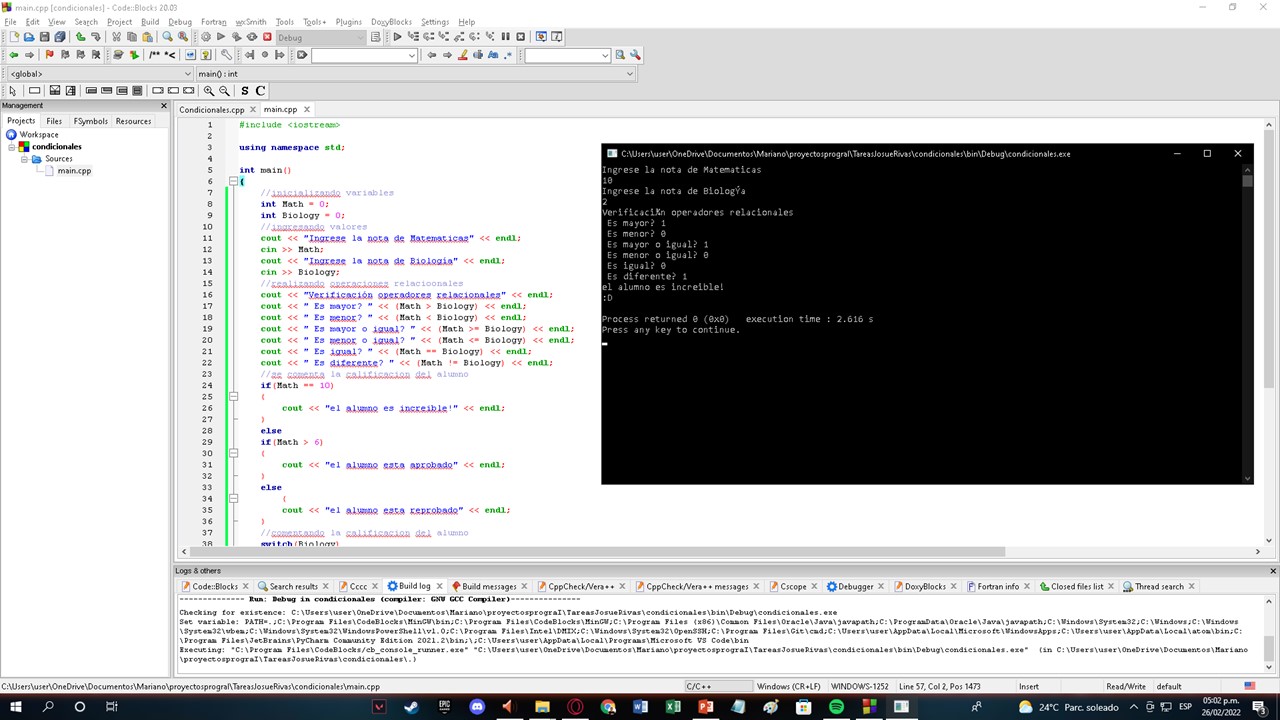 main.cpp [condicionales] - Code::Blocks 20.03
File Edit View Search Project Build Debug Fortran wxSmith Tools Tools+ Plugins DoxyBlocks Settings Help
Debug
/** *<
<global> main() : int
S C
Management
Projects Files FSymbols Resources
Workspace
condicionales
Sources
main.cpp
Condicionales.cpp main.cpp
1 #include <iostream>
2
3 using namespace std;
4
5 int main()
6 {
7 //inicializando variables
8 int Math = 0;
9 int Biology = 0;
10 //ingresando valores
11 cout << "Ingrese la nota de Matematicas" << endl;
12 cin >> Math;
13 cout << "Ingrese la nota de Biología" << endl;
14 cin >> Biology;
15 //realizando operaciones relacioonales
16 cout << "Verificación operadores relacionales" << endl;
17 cout << " Es mayor? " << (Math > Biology) << endl;
18 cout << " Es menor? " << (Math < Biology) << endl;
19 cout << " Es mayor o igual? " << (Math >= Biology) << endl;
20 cout << " Es menor o igual? " << (Math <= Biology) << endl;
21 cout << " Es igual? " << (Math == Biology) << endl;
22 cout << " Es diferente? " << (Math != Biology) << endl;
23 //se comenta la calificacion del alumno
24 if(Math == 10)
25 {
26 cout << "el alumno es increible!" << endl;
27 }
28 else
29 if(Math > 6)
30 {
31 cout << "el alumno esta aprobado" << endl;
32 }
33 else
34 {
35 cout << "el alumno esta reprobado" << endl;
36 }
37 //comentando la calificacion del alumno
38 switch(Biology)
C:\Users\user\OneDrive\Documentos\Mariano\proyectosprograI\TareasJosueRivas\condicionales\bin\Debug\condicionales.exe
Ingrese la nota de Matematicas
10
Ingrese la nota de BiologÝa
2
Verificaci¾n operadores relacionales
Es mayor? 1
Es menor? 0
Es mayor o igual? 1
Es menor o igual? 0
Es igual? 0
Es diferente? 1
el alumno es increible!
:D
Process returned 0 (0x0) execution time : 2.616 s
Press any key to continue.
Logs & others
Code::Blocks Search results Cccc Build log Build messages CppCheck/Vera++ CppCheck/Vera++ messages Cscope Debugger DoxyBlocks Fortran info Closed files list Thread search
-------------- Run: Debug in condicionales (compiler: GNU GCC Compiler)---------------
Checking for existence: C:\Users\user\OneDrive\Documentos\Mariano\proyectosprograI\TareasJosueRivas\condicionales\bin\Debug\condicionales.exe
Set variable: PATH=.;C:\Program Files\CodeBlocks\MinGW\bin;C:\Program Files\CodeBlocks\MinGW;C:\Program Files (x86)\Common Files\Oracle\Java\javapath;C:\ProgramData\Oracle\Java\javapath;C:\Windows\System32;C:\Windows;C:\Windows
\System32\wbem;C:\Windows\System32\WindowsPowerShell\v1.0;C:\Program Files\Intel\DMIX;C:\Windows\System32\OpenSSH;C:\Program Files\Git\cmd;C:\Users\user\AppData\Local\Microsoft\WindowsApps;C:\Users\user\AppData\Local\atom\bin;C:
\Program Files\JetBrains\PyCharm Community Edition 2021.2\bin;\;C:\Users\user\AppData\Local\Programs\Microsoft VS Code\bin
Executing: "C:\Program Files\CodeBlocks/cb_console_runner.exe" "C:\Users\user\OneDrive\Documentos\Mariano\proyectosprograI\TareasJosueRivas\condicionales\bin\Debug\condicionales.exe" (in C:\Users\user\OneDrive\Documentos\Mariano
\proyectosprograI\TareasJosueRivas\condicionales\.)
C:\Users\user\OneDrive\Documentos\Mariano\proyectosprograI\TareasJosueRivas\condicionales\main.cpp C/C++ Windows (CR+LF) WINDOWS-1252 Line 57, Col 2, Pos 1473 Insert Read/Write default
EPIC 24°C Parc. soleado ESP 05:02 p.m.
26/02/2022